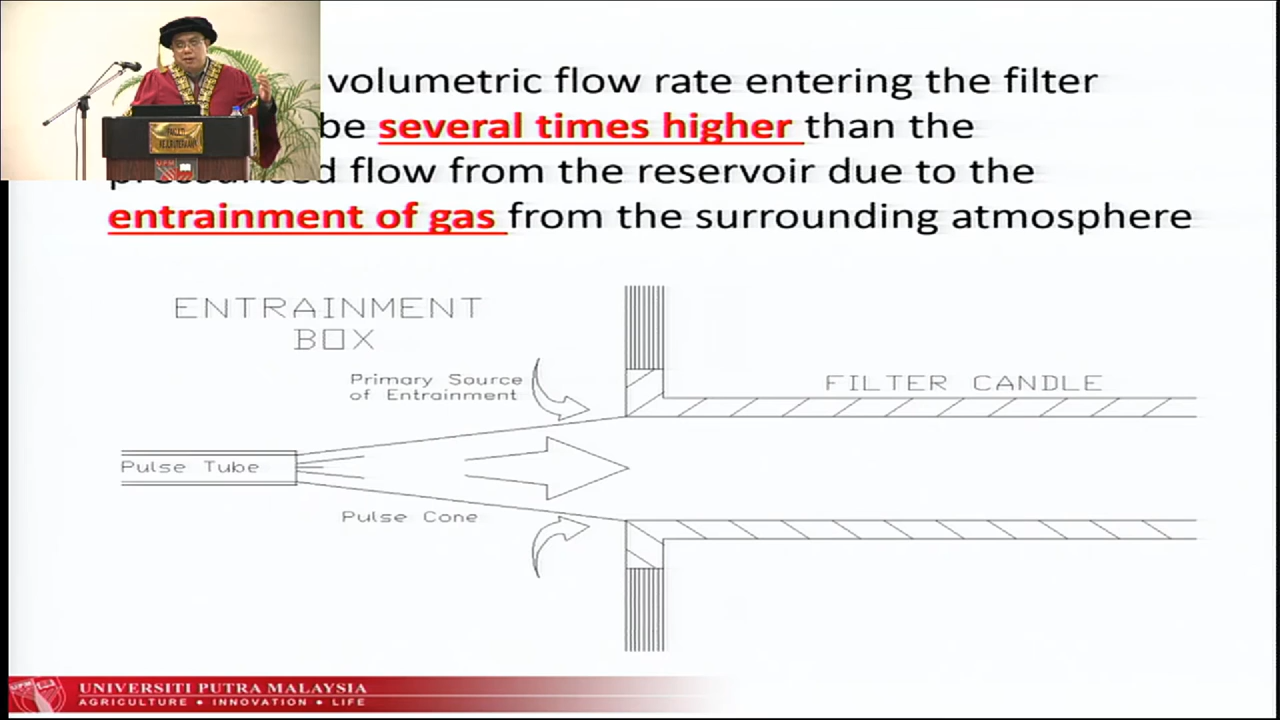 volumetric flow rate entering the filter
be several times higher than the
pressurised flow from the reservoir due to the
entrainment of gas from the surrounding atmosphere
ENTRAINMENT
BOX
Primary Source
of Entrainment
FILTER CANDLE
Pulse Tube
Pulse Cone
UPM
UNIVERSITI PUTRA MALAYSIA
AGRICULTURE • INNOVATION • LIFE